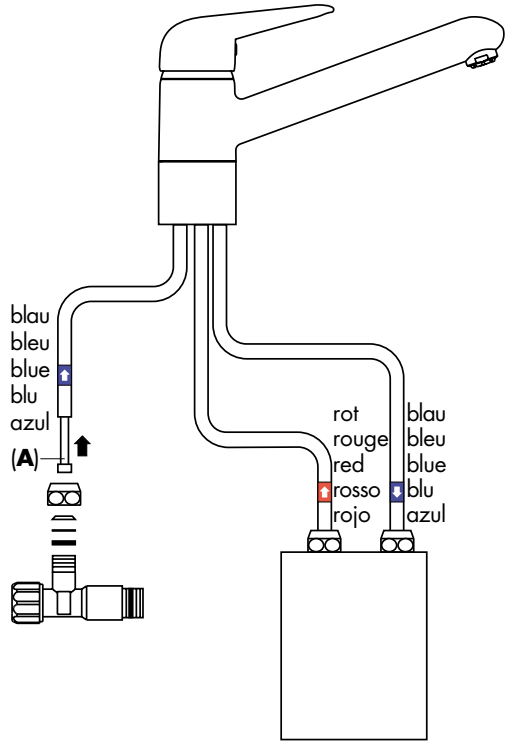 blau
bleu
blue
blu
azul
(A)
rot
rouge
red
rosso
rojo
blau
bleu
blue
blu
azul